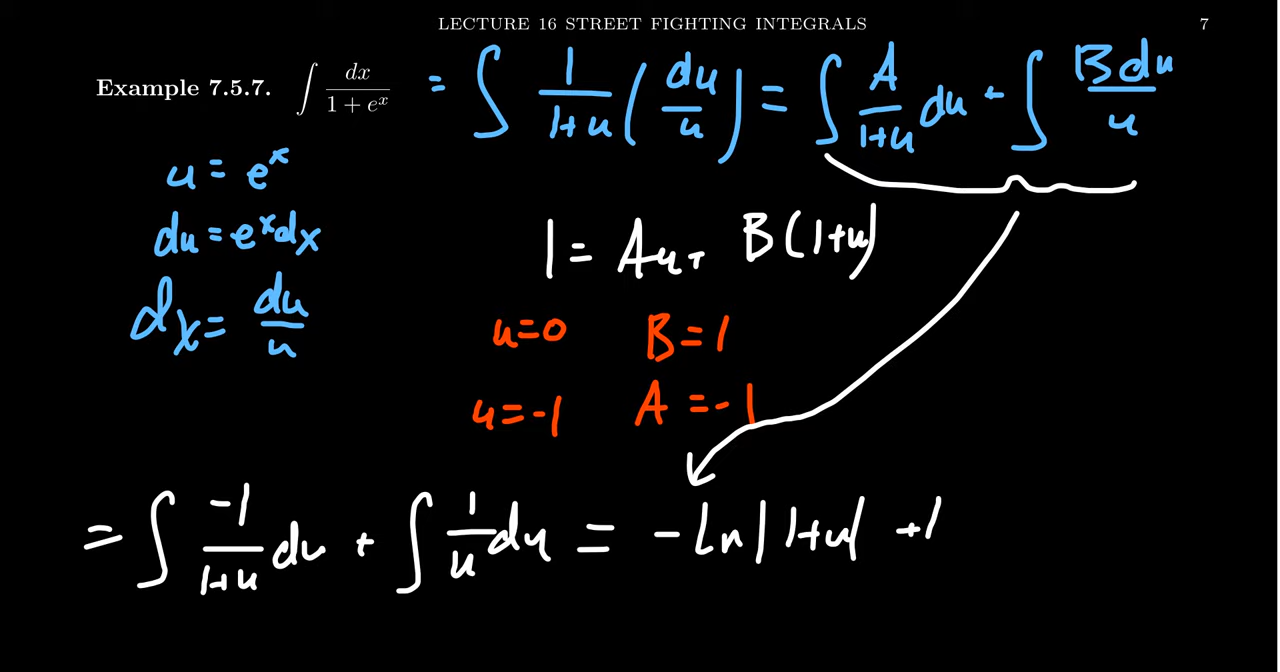 LECTURE 16 STREET FIGHTING INTEGRALS 7
Example 7.5.7. ∫ dx/(1 + e^x) = ∫ 1/(1+u) (du/u) = ∫ A/(1+u) du + ∫ B du/u
u = e^x
du = e^x dx
dx = du/u
1 = Au + B(1+u)
u=0 B=1
u=-1 A=-1
= ∫ -1/(1+u) du + ∫ 1/u du = -ln|1+u| + l